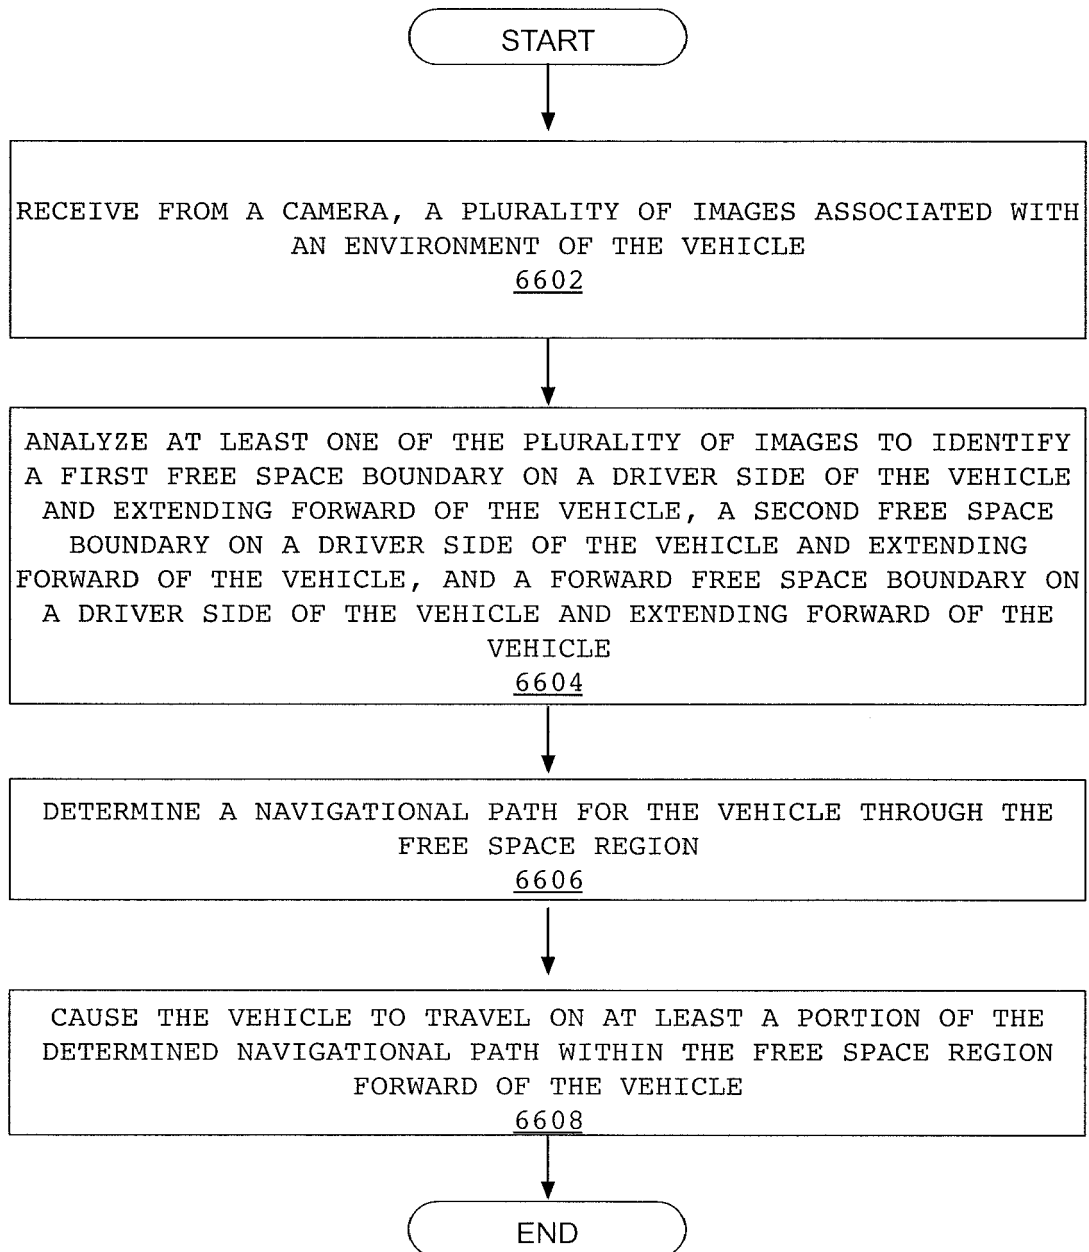 START
RECEIVE FROM A CAMERA, A PLURALITY OF IMAGES ASSOCIATED WITH
AN ENVIRONMENT OF THE VEHICLE
6602
ANALYZE AT LEAST ONE OF THE PLURALITY OF IMAGES TO IDENTIFY
A FIRST FREE SPACE BOUNDARY ON A DRIVER SIDE OF THE VEHICLE
AND EXTENDING FORWARD OF THE VEHICLE, A SECOND FREE SPACE
BOUNDARY ON A DRIVER SIDE OF THE VEHICLE AND EXTENDING
FORWARD OF THE VEHICLE, AND A FORWARD FREE SPACE BOUNDARY ON
A DRIVER SIDE OF THE VEHICLE AND EXTENDING FORWARD OF THE
VEHICLE
6604
DETERMINE A NAVIGATIONAL PATH FOR THE VEHICLE THROUGH THE
FREE SPACE REGION
6606
CAUSE THE VEHICLE TO TRAVEL ON AT LEAST A PORTION OF THE
DETERMINED NAVIGATIONAL PATH WITHIN THE FREE SPACE REGION
FORWARD OF THE VEHICLE
6608
END